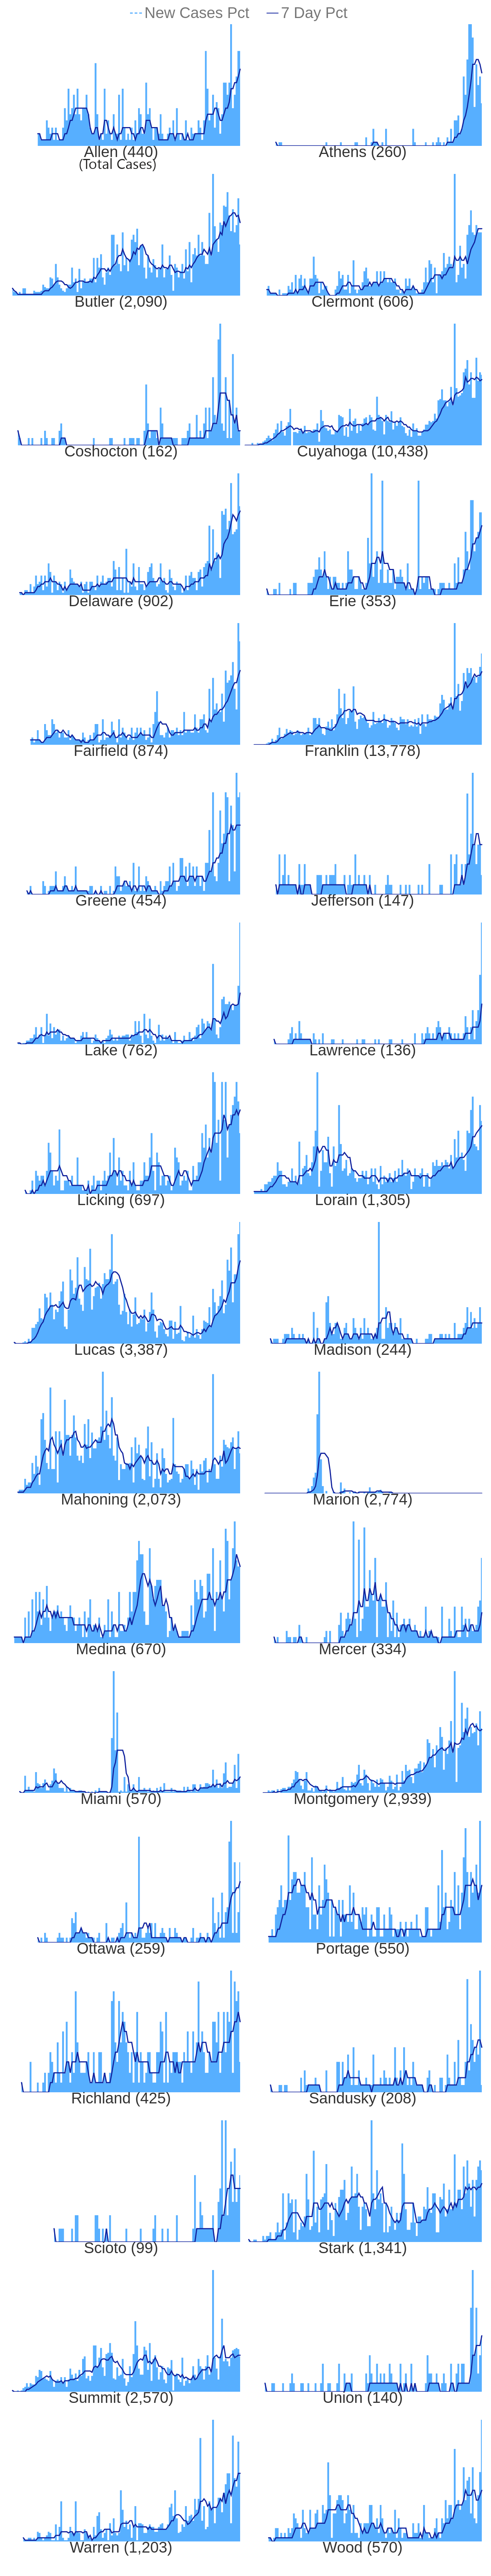 New Cases Pct 7 Day Pct
Allen (440) Athens (260)
(Total Cases)
Butler (2,090) Clermont (606)
Coshocton (162) Cuyahoga (10,438)
Delaware (902) Erie (353)
Fairfield (874) Franklin (13,778)
Greene (454) Jefferson (147)
Lake (762) Lawrence (136)
Licking (697) Lorain (1,305)
Lucas (3,387) Madison (244)
Mahoning (2,073) Marion (2,774)
Medina (670) Mercer (334)
Miami (570) Montgomery (2,939)
Ottawa (259) Portage (550)
Richland (425) Sandusky (208)
Scioto (99) Stark (1,341)
Summit (2,570) Union (140)
Warren (1,203) Wood (570)